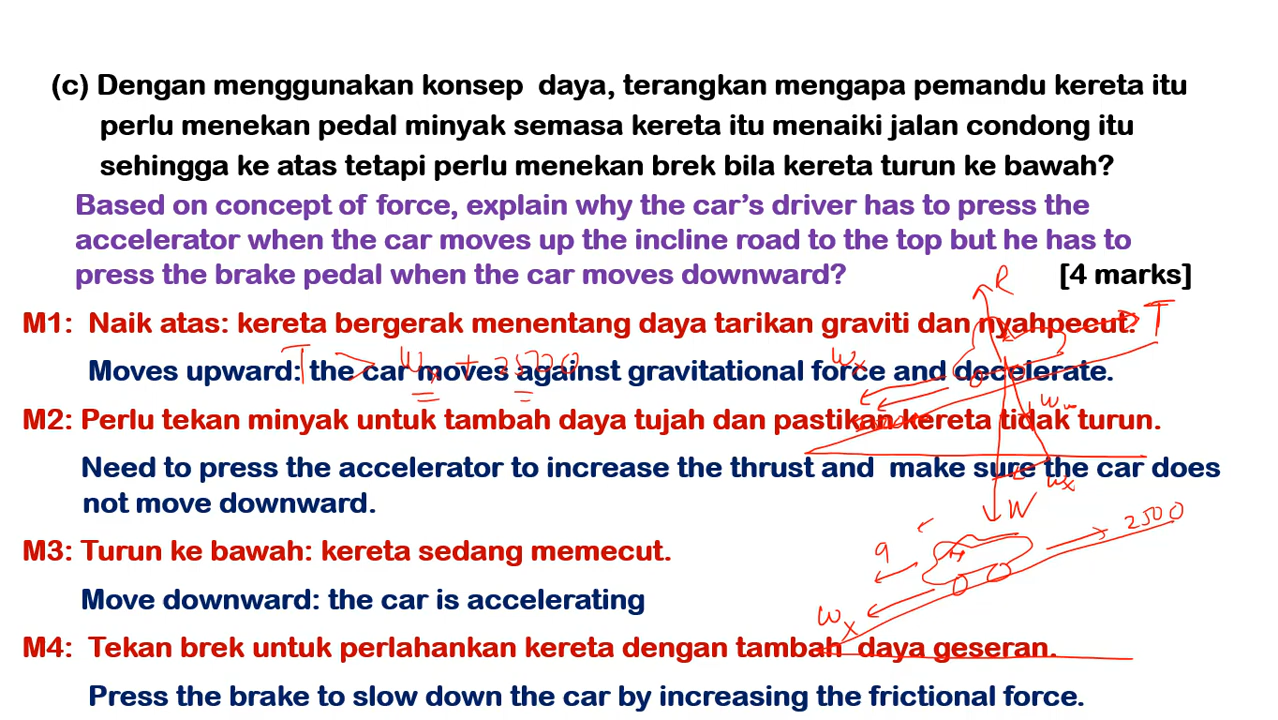 (c) Dengan menggunakan konsep daya, terangkan mengapa pemandu kereta itu
perlu menekan pedal minyak semasa kereta itu menaiki jalan condong itu
sehingga ke atas tetapi perlu menekan brek bila kereta turun ke bawah?
Based on concept of force, explain why the car's driver has to press the
accelerator when the car moves up the incline road to the top but he has to
press the brake pedal when the car moves downward? [4 marks]
R
M1: Naik atas: kereta bergerak menentang daya tarikan graviti dan nyahpecut.
T
T > Wx +
Wx
Moves upward: the car moves against gravitational force and decelerate.
M2: Perlu tekan minyak untuk tambah daya tujah dan pastikan kereta tidak turun.
Need to press the accelerator to increase the thrust and make sure the car does
not move downward.
Wx
W
2500
M3: Turun ke bawah: kereta sedang memecut.
a
Move downward: the car is accelerating
Wx
M4: Tekan brek untuk perlahankan kereta dengan tambah daya geseran.
Press the brake to slow down the car by increasing the frictional force.